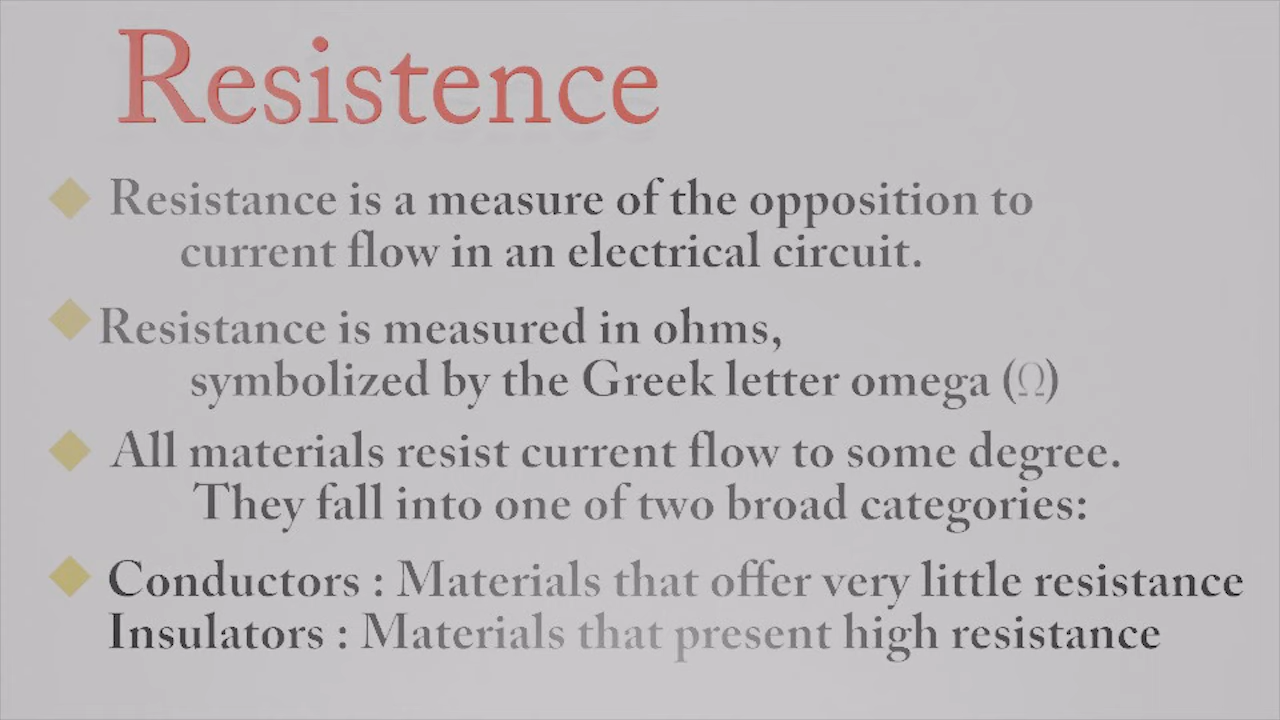 Resistence
Resistance is a measure of the opposition to
current flow in an electrical circuit.
Resistance is measured in ohms,
symbolized by the Greek letter omega (Ω)
All materials resist current flow to some degree.
They fall into one of two broad categories:
Conductors : Materials that offer very little resistance
Insulators : Materials that present high resistance